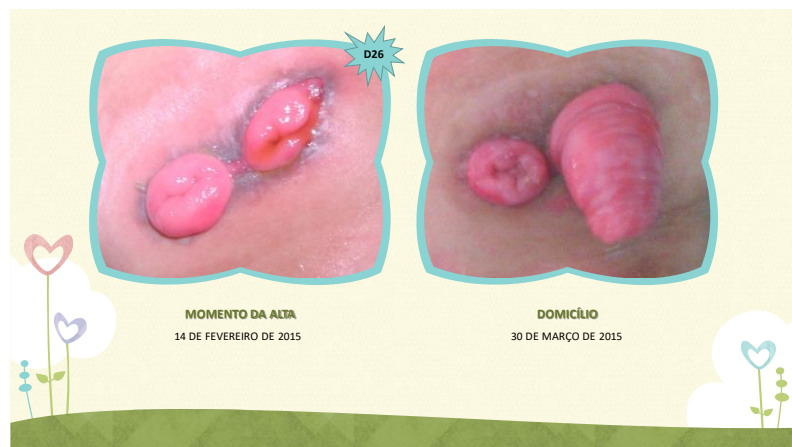 D26
MOMENTO DA ALTA
14 DE FEVEREIRO DE 2015
DOMICÍLIO
30 DE MARÇO DE 2015